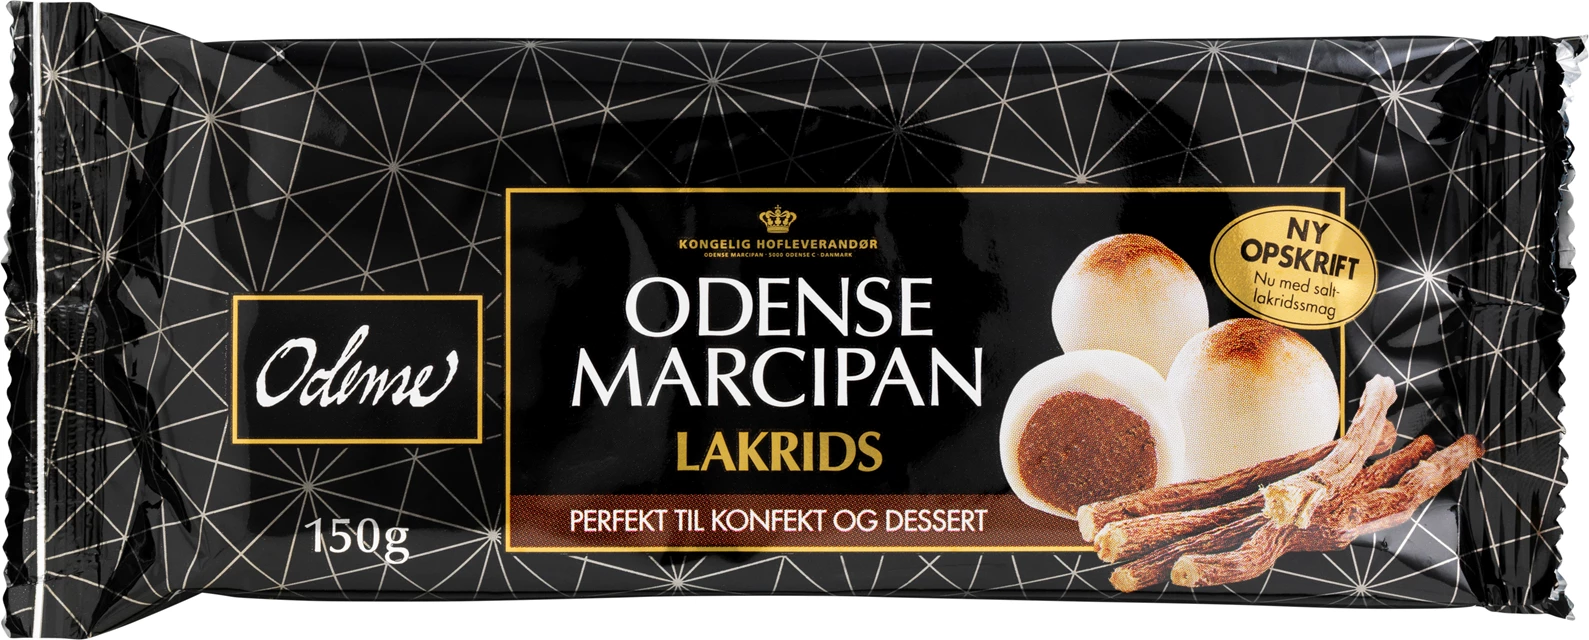 KONGELIG HOFLEVERANDØR
ODENSE MARCIPAN · 5000 ODENSE C · DANMARK
ODENSE
MARCIPAN
LAKRIDS
PERFEKT TIL KONFEKT OG DESSERT
NY
OPSKRIFT
Nu med salt-
lakridssmag
Odense
150g